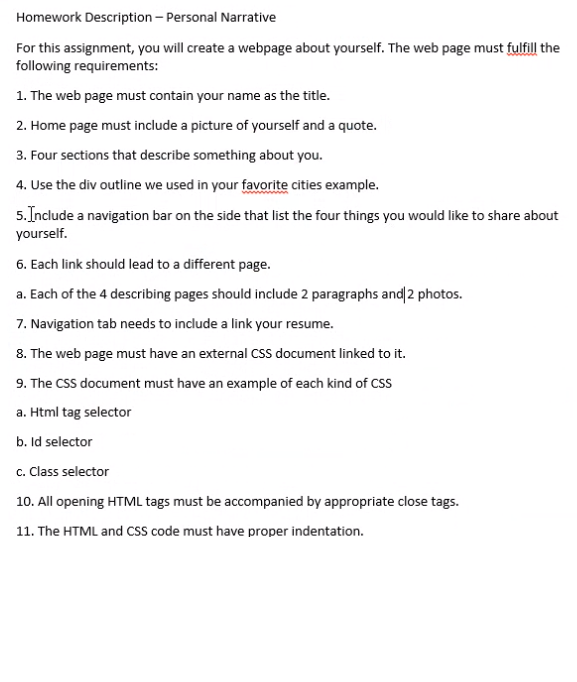 Homework Description – Personal Narrative
For this assignment, you will create a webpage about yourself. The web page must fulfill the
following requirements:
1. The web page must contain your name as the title.
2. Home page must include a picture of yourself and a quote.
3. Four sections that describe something about you.
4. Use the div outline we used in your favorite cities example.
5. Include a navigation bar on the side that list the four things you would like to share about
yourself.
6. Each link should lead to a different page.
a. Each of the 4 describing pages should include 2 paragraphs and 2 photos.
7. Navigation tab needs to include a link your resume.
8. The web page must have an external CSS document linked to it.
9. The CSS document must have an example of each kind of CSS
a. Html tag selector
b. Id selector
c. Class selector
10. All opening HTML tags must be accompanied by appropriate close tags.
11. The HTML and CSS code must have proper indentation.